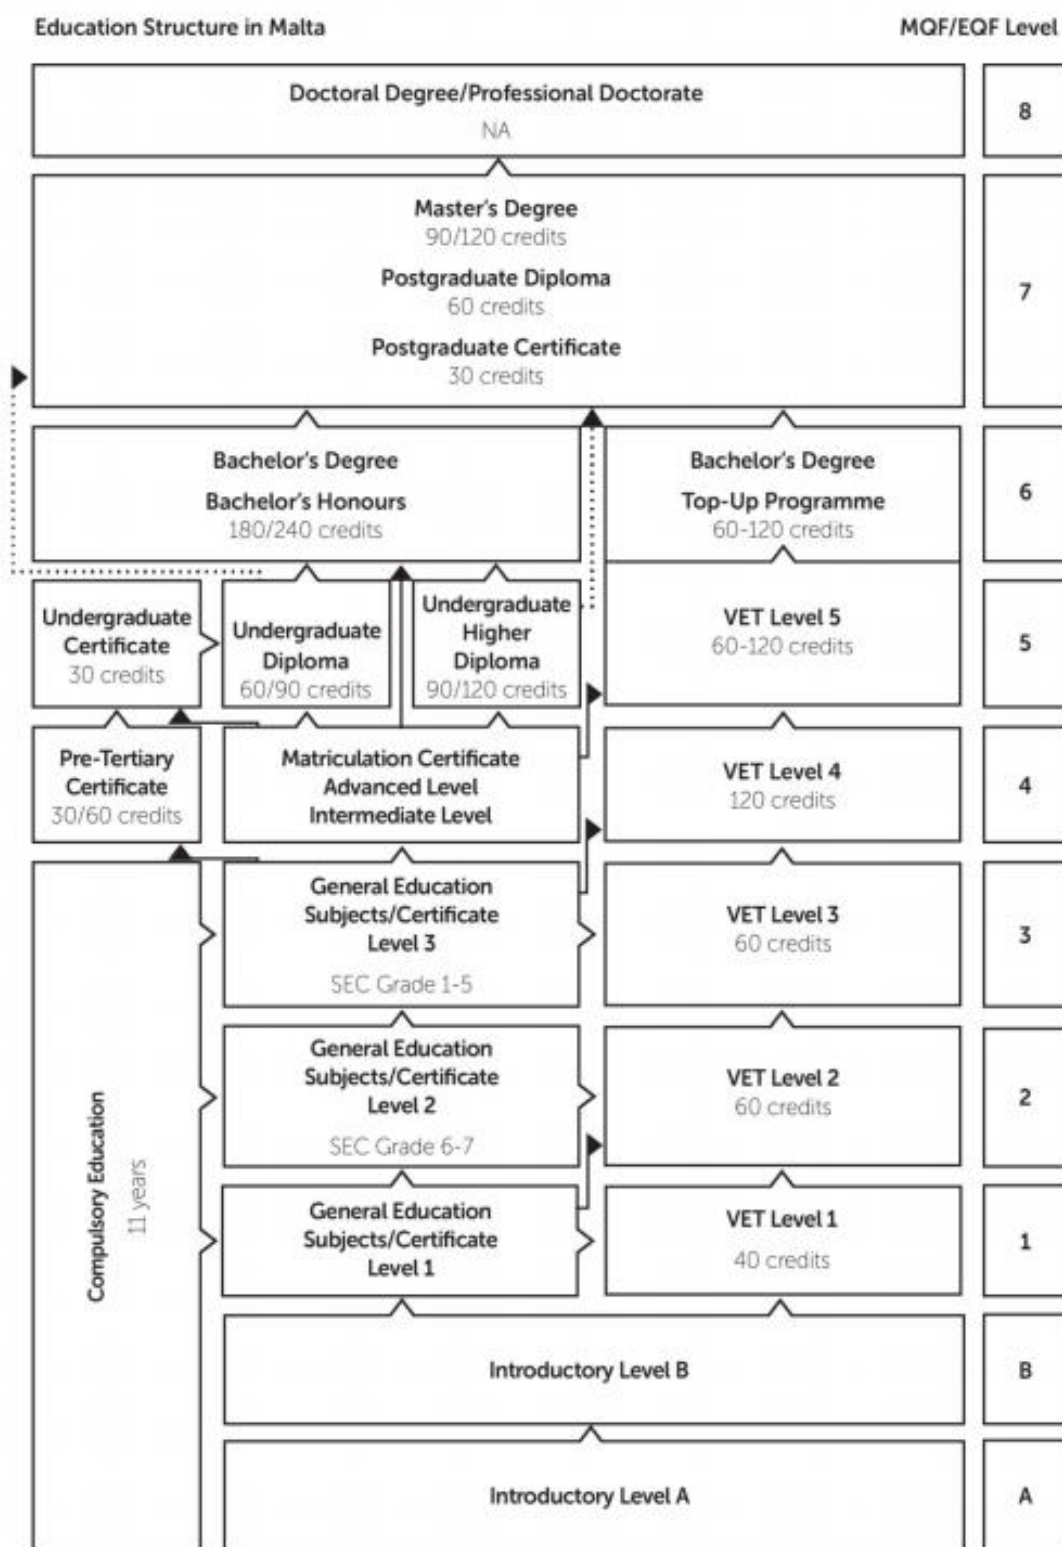 Education Structure in Malta
MQF/EQF Level
Doctoral Degree/Professional Doctorate
NA
8
Master's Degree
90/120 credits
Postgraduate Diploma
60 credits
Postgraduate Certificate
30 credits
7
Bachelor's Degree
Bachelor's Honours
180/240 credits
Bachelor's Degree
Top-Up Programme
60-120 credits
6
Undergraduate
Certificate
30 credits
Undergraduate
Diploma
60/90 credits
Undergraduate
Higher
Diploma
90/120 credits
VET Level 5
60-120 credits
5
Pre-Tertiary
Certificate
30/60 credits
Matriculation Certificate
Advanced Level
Intermediate Level
VET Level 4
120 credits
4
Compulsory Education
11 years
General Education
Subjects/Certificate
Level 3
SEC Grade 1-5
VET Level 3
60 credits
3
General Education
Subjects/Certificate
Level 2
SEC Grade 6-7
VET Level 2
60 credits
2
General Education
Subjects/Certificate
Level 1
VET Level 1
40 credits
1
Introductory Level B
B
Introductory Level A
A